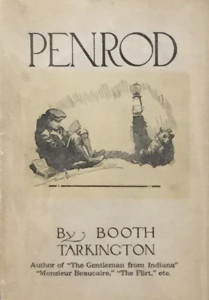 PENROD
By BOOTH
TARKINGTON
Author of "The Gentleman from Indiana"
"Monsieur Beaucaire," "The Flirt," etc.